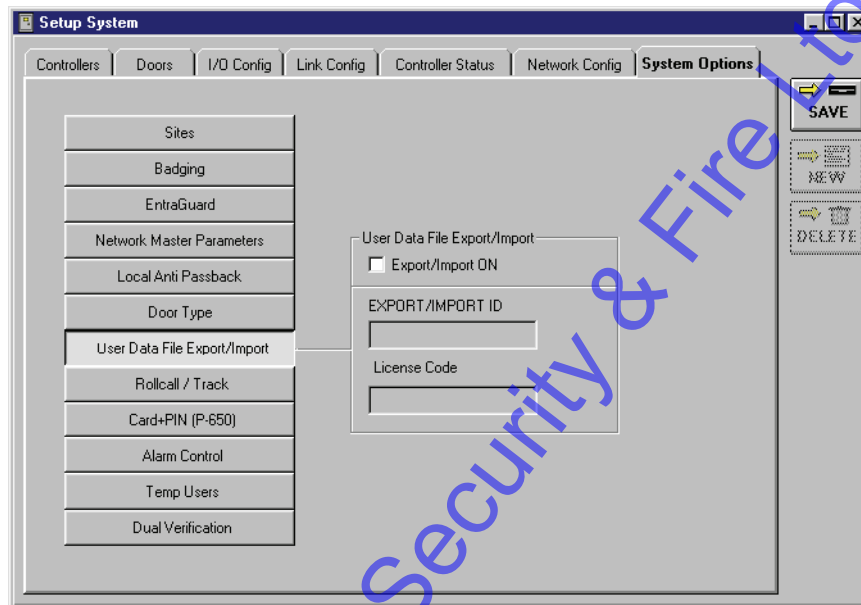 Setup System
Controllers
Doors
I/O Config
Link Config
Controller Status
Network Config
System Options
SAVE
NEW
DELETE
Sites
Badging
EntraGuard
Network Master Parameters
Local Anti Passback
Door Type
User Data File Export/Import
Rollcall / Track
Card+PIN (P-650)
Alarm Control
Temp Users
Dual Verification
User Data File Export/Import
Export/Import ON
EXPORT/IMPORT ID
License Code
Security & Fire Ltd